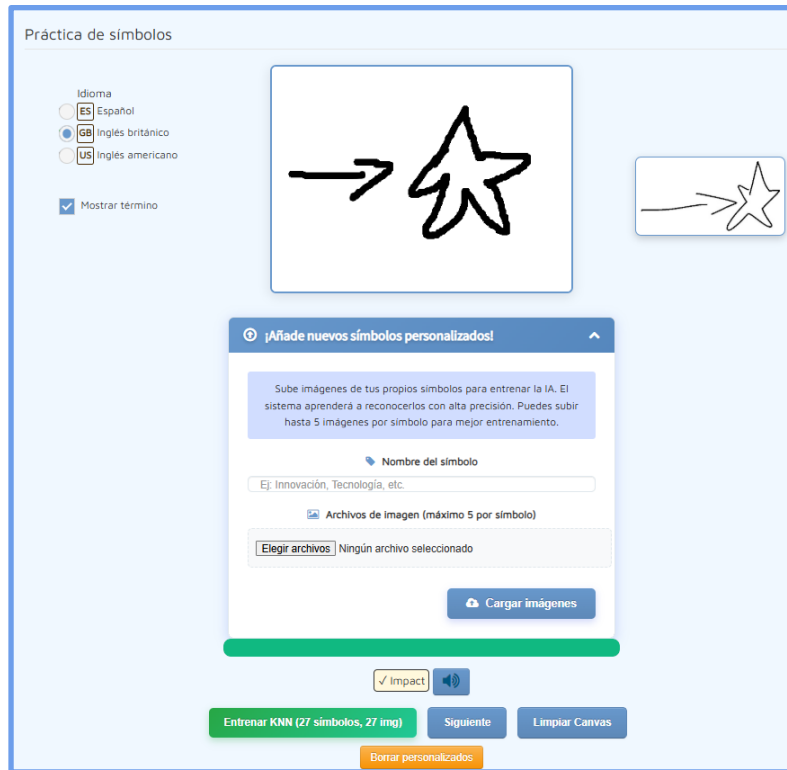 Práctica de símbolos
Idioma
ES Español
GB Inglés británico
US Inglés americano
Mostrar término
¡Añade nuevos símbolos personalizados!
Sube imágenes de tus propios símbolos para entrenar la IA. El
sistema aprenderá a reconocerlos con alta precisión. Puedes subir
hasta 5 imágenes por símbolo para mejor entrenamiento.
Nombre del símbolo
Ej: Innovación, Tecnología, etc.
Archivos de imagen (máximo 5 por símbolo)
Elegir archivos Ningún archivo seleccionado
Cargar imágenes
✓ Impact
Entrenar KNN (27 símbolos, 27 img) Siguiente Limpiar Canvas
Borrar personalizados